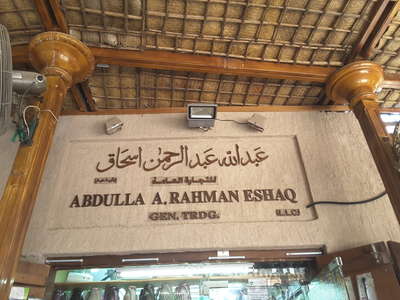 عبدالله عبدالرحمن اسحاق
للتجارة العامة
ABDULLA A. RAHMAN ESHAQ
GEN. TRDG.